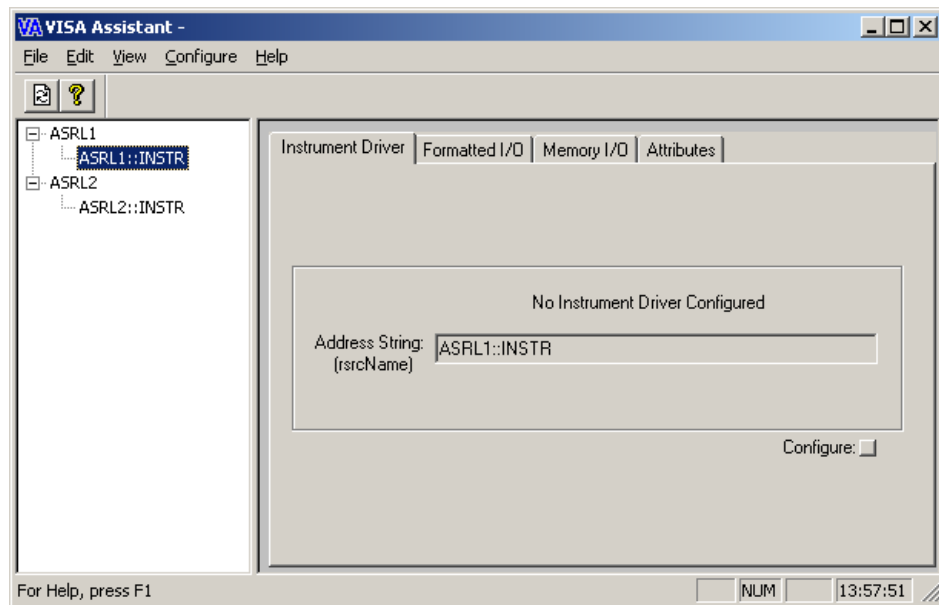 VA VISA Assistant -
File Edit View Configure Help
ASRL1
ASRL1::INSTR
ASRL2
ASRL2::INSTR
Instrument Driver Formatted I/O Memory I/O Attributes
No Instrument Driver Configured
Address String: ASRL1::INSTR
(rsrcName)
Configure:
For Help, press F1 NUM 13:57:51